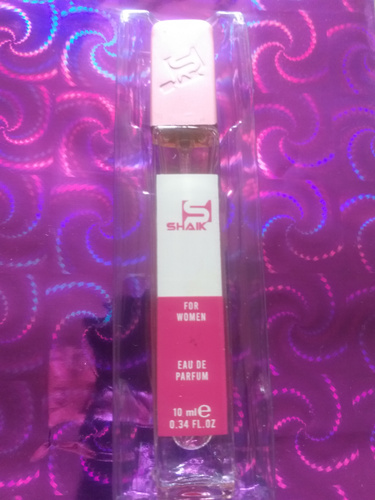 SHAIK
FOR
WOMEN
EAU DE
PARFUM
10 ml e
0.34 FL.OZ